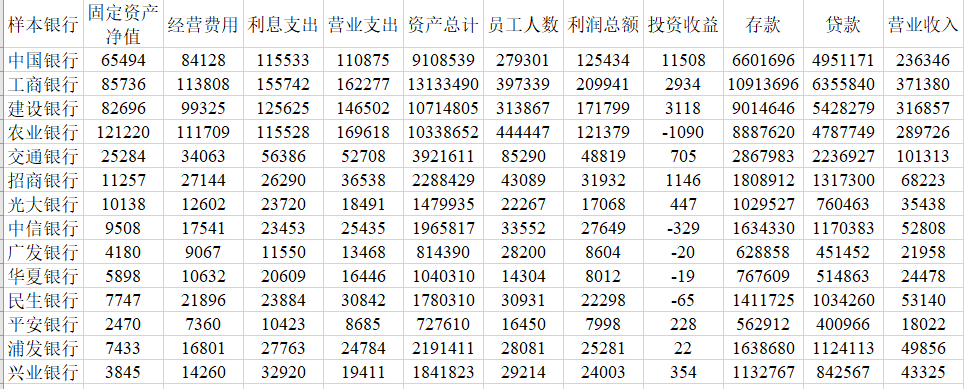 样本银行 固定资产净值 经营费用 利息支出 营业支出 资产总计 员工人数 利润总额 投资收益 存款 贷款 营业收入
中国银行 65494 84128 115533 110875 9108539 279301 125434 11508 6601696 4951171 236346
工商银行 85736 113808 155742 162277 13133490 397339 209941 2934 10913696 6355840 371380
建设银行 82696 99325 125625 146502 10714805 313867 171799 3118 9014646 5428279 316857
农业银行 121220 111709 115528 169618 10338652 444447 121379 -1090 8887620 4787749 289726
交通银行 25284 34063 56386 52708 3921611 85290 48819 705 2867983 2236927 101313
招商银行 11257 27144 26290 36538 2288429 43089 31932 1146 1808912 1317300 68223
光大银行 10138 12602 23720 18491 1479935 22267 17068 447 1029527 760463 35438
中信银行 9508 17541 23453 25435 1965817 33552 27649 -329 1634330 1170383 52808
广发银行 4180 9067 11550 13468 814390 28200 8604 -20 628858 451452 21958
华夏银行 5898 10632 20609 16446 1040310 14304 8012 -19 767609 514863 24478
民生银行 7747 21896 23884 30842 1780310 30931 22298 -65 1411725 1034260 53140
平安银行 2470 7360 10423 8685 727610 16450 7998 228 562912 400966 18022
浦发银行 7433 16801 27763 24784 2191411 28081 25281 22 1638680 1124113 49856
兴业银行 3845 14260 32920 19411 1841823 29214 24003 354 1132767 842567 43325